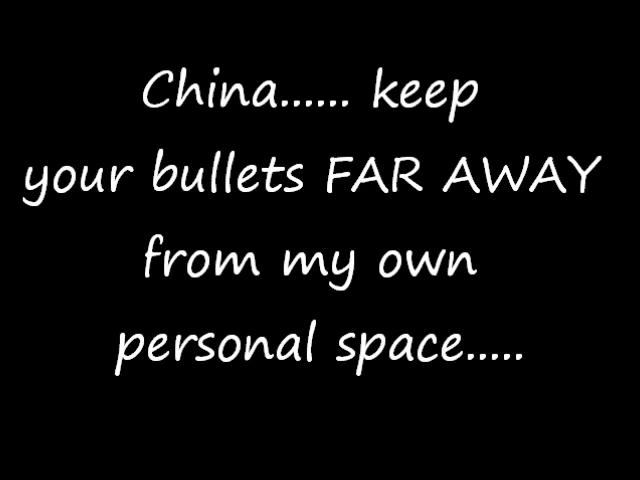 China...... keep
your bullets FAR AWAY
from my own
personal space.....